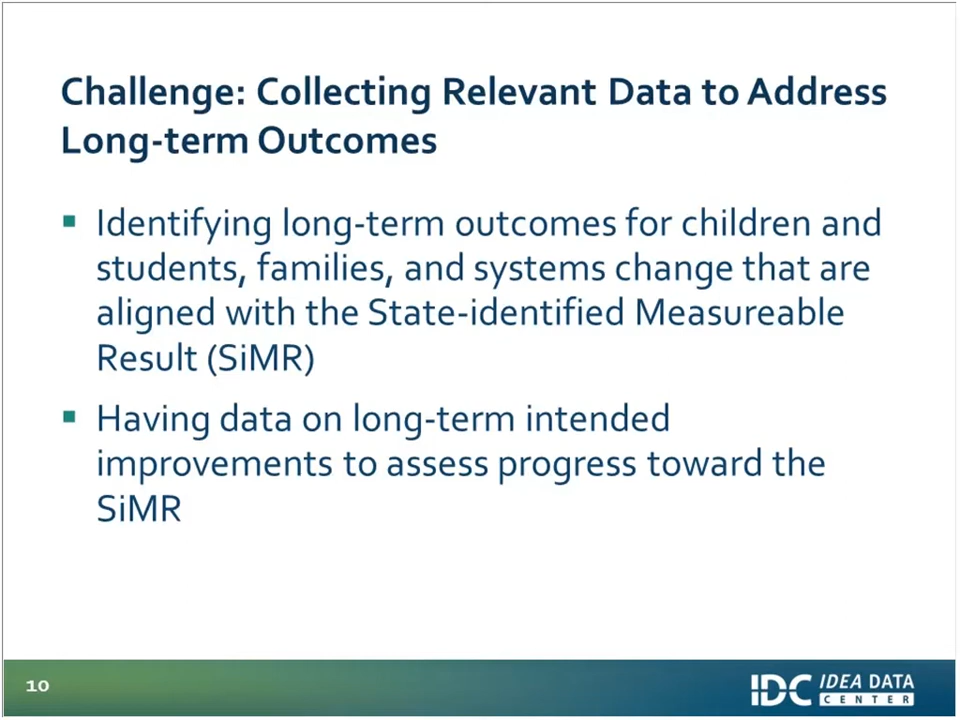 Challenge: Collecting Relevant Data to Address
Long-term Outcomes
▪ Identifying long-term outcomes for children and
students, families, and systems change that are
aligned with the State-identified Measureable
Result (SiMR)
▪ Having data on long-term intended
improvements to assess progress toward the
SiMR
10
IDC IDEA DATA
CENTER